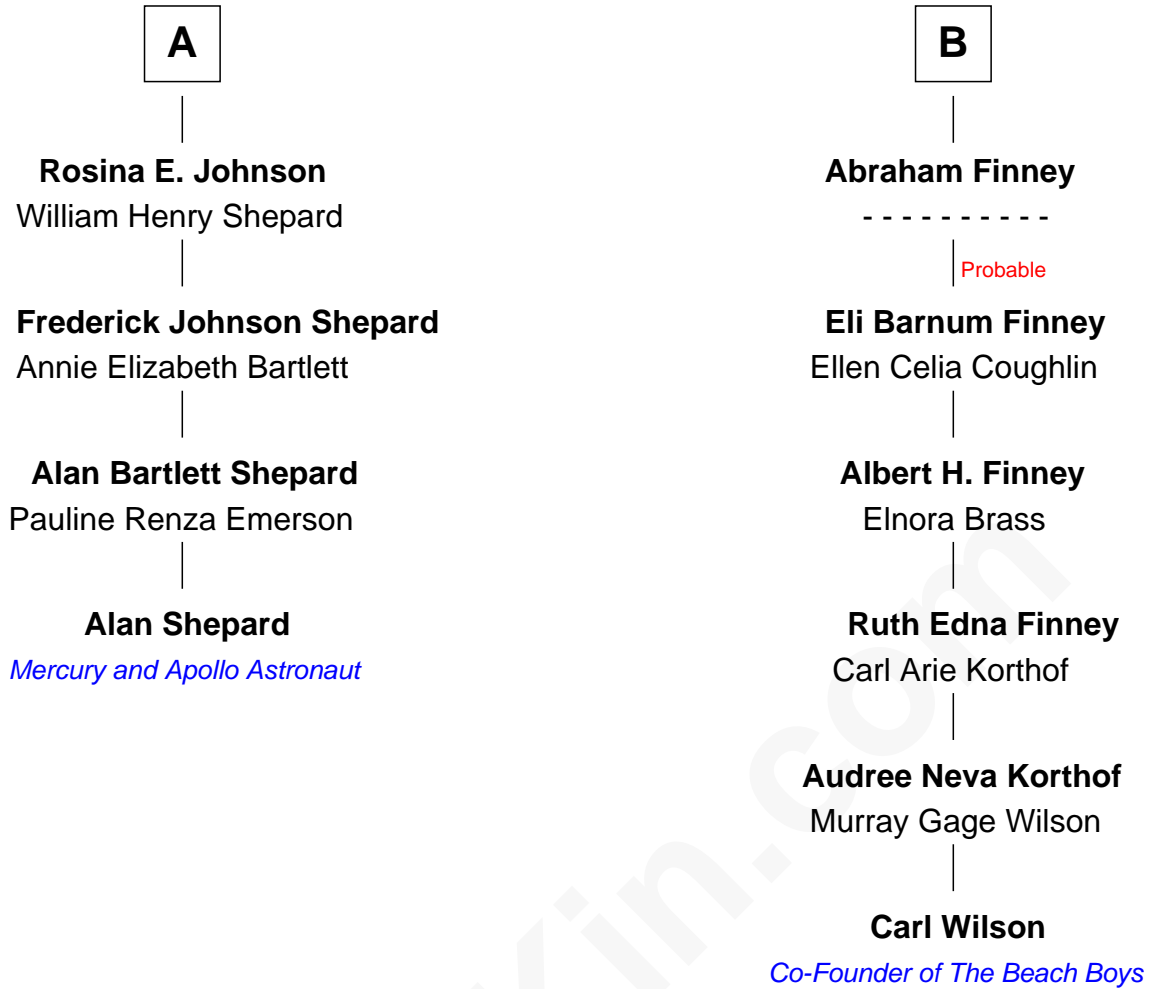 A
Rosina E. Johnson
William Henry Shepard
Frederick Johnson Shepard
Annie Elizabeth Bartlett
Alan Bartlett Shepard
Pauline Renza Emerson
Alan Shepard
Mercury and Apollo Astronaut
B
Abraham Finney
- - - - - - - - - -
Probable
Eli Barnum Finney
Ellen Celia Coughlin
Albert H. Finney
Elnora Brass
Ruth Edna Finney
Carl Arie Korthof
Audree Neva Korthof
Murray Gage Wilson
Carl Wilson
Co-Founder of The Beach Boys
Kin.com